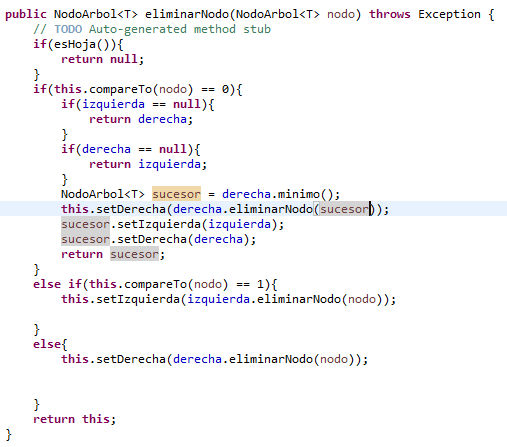 public NodoArbol<T> eliminarNodo(NodoArbol<T> nodo) throws Exception {
    // TODO Auto-generated method stub
    if(esHoja()){
        return null;
    }
    if(this.compareTo(nodo) == 0){
        if(izquierda == null){
            return derecha;
        }
        if(derecha == null){
            return izquierda;
        }
        NodoArbol<T> sucesor = derecha.minimo();
        this.setDerecha(derecha.eliminarNodo(sucesor));
        sucesor.setIzquierda(izquierda);
        sucesor.setDerecha(derecha);
        return sucesor;
    }
    else if(this.compareTo(nodo) == 1){
        this.setIzquierda(izquierda.eliminarNodo(nodo));

    }
    else{
        this.setDerecha(derecha.eliminarNodo(nodo));


    }
    return this;
}